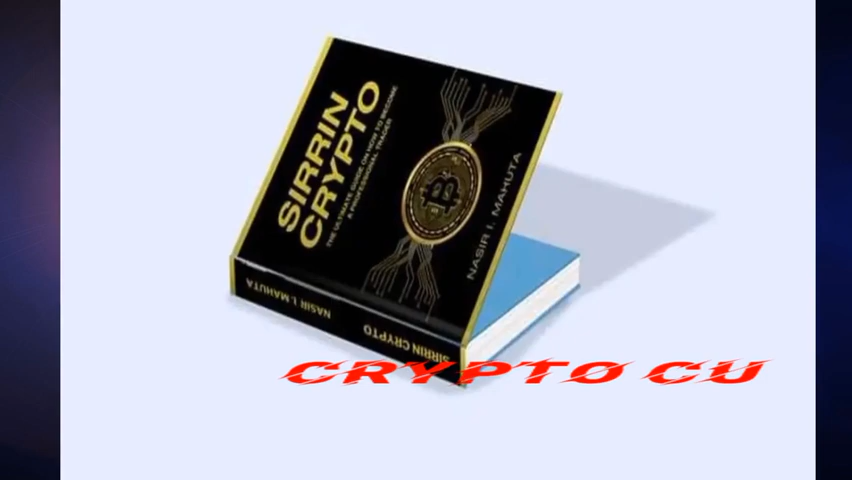 SIRRIN
CRYPTO
THE ULTIMATE GUIDE ON HOW TO BECOME
A PROFESSIONAL TRADER
NASIR I. MAHUTA
NASIR I. MAHUTA
SIRRIN CRYPTO
CRYPTO CU